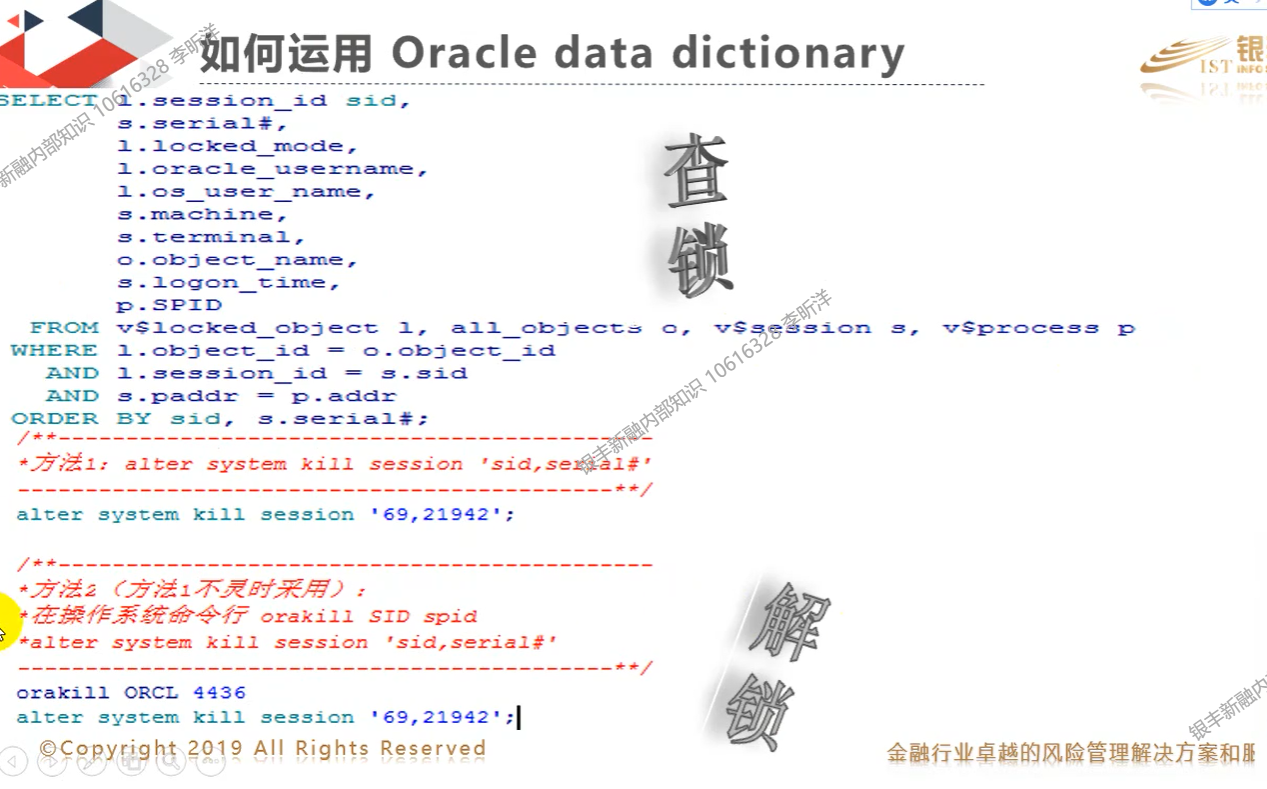 如何运用 Oracle data dictionary
银
IST INFO
SELECT l.session_id sid,
s.serial#,
l.locked_mode,
l.oracle_username,
l.os_user_name,
s.machine,
s.terminal,
o.object_name,
s.logon_time,
p.SPID
FROM v$locked_object l, all_objects o, v$session s, v$process p
WHERE l.object_id = o.object_id
AND l.session_id = s.sid
AND s.paddr = p.addr
ORDER BY sid, s.serial#;
查
锁
/**--------------------------------------------
*方法1: alter system kill session 'sid,serial#'
--------------------------------------------**/
alter system kill session '69,21942';
/**--------------------------------------------
*方法2（方法1不灵时采用）:
*在操作系统命令行 orakill SID spid
*alter system kill session 'sid,serial#'
--------------------------------------------**/
orakill ORCL 4436
alter system kill session '69,21942';
解
锁
©Copyright 2019 All Rights Reserved
金融行业卓越的风险管理解决方案和服
新融内部知识 10616328 李昕洋
银丰新融内部知识 10616328 李昕洋
银丰新融内